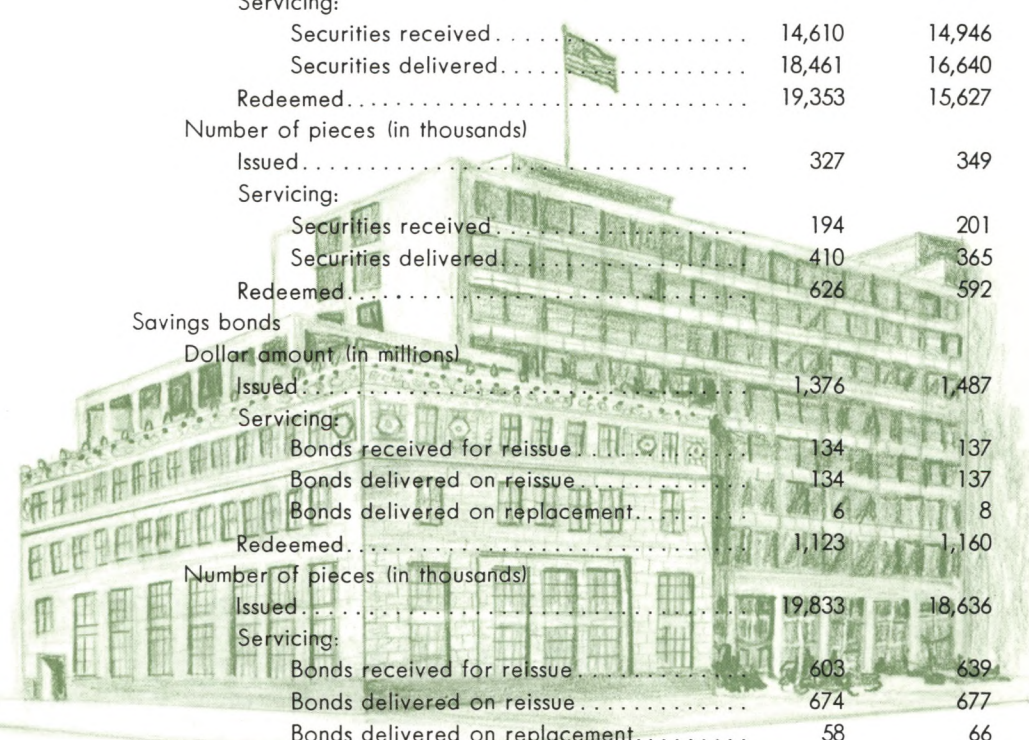 Servicing:
Securities received . . . . . . . . . . . . . . . . . . . . . . 14,610 14,946
Securities delivered . . . . . . . . . . . . . . . . . . . . . . 18,461 16,640
Redeemed . . . . . . . . . . . . . . . . . . . . . . . . . . . . . . . . . . . 19,353 15,627
Number of pieces (in thousands)
Issued . . . . . . . . . . . . . . . . . . . . . . . . . . . . . . . . . . . . . . . 327 349
Servicing:
Securities received . . . . . . . . . . . . . . . . . . . . . . 194 201
Securities delivered . . . . . . . . . . . . . . . . . . . . . . 410 365
Redeemed . . . . . . . . . . . . . . . . . . . . . . . . . . . . . . . . . . . 626 592
Savings bonds
Dollar amount (in millions)
Issued . . . . . . . . . . . . . . . . . . . . . . . . . . . . . . . . . . . . . . . 1,376 1,487
Servicing:
Bonds received for reissue . . . . . . . . . . . . . . . 134 137
Bonds delivered on reissue . . . . . . . . . . . . . . . 134 137
Bonds delivered on replacement . . . . . . . . . 6 8
Redeemed . . . . . . . . . . . . . . . . . . . . . . . . . . . . . . . . . . . 1,123 1,160
Number of pieces (in thousands)
Issued . . . . . . . . . . . . . . . . . . . . . . . . . . . . . . . . . . . . . . . 19,833 18,636
Servicing:
Bonds received for reissue . . . . . . . . . . . . . . . 603 639
Bonds delivered on reissue . . . . . . . . . . . . . . . 674 677
Bonds delivered on replacement . . . . . . . . . 58 66